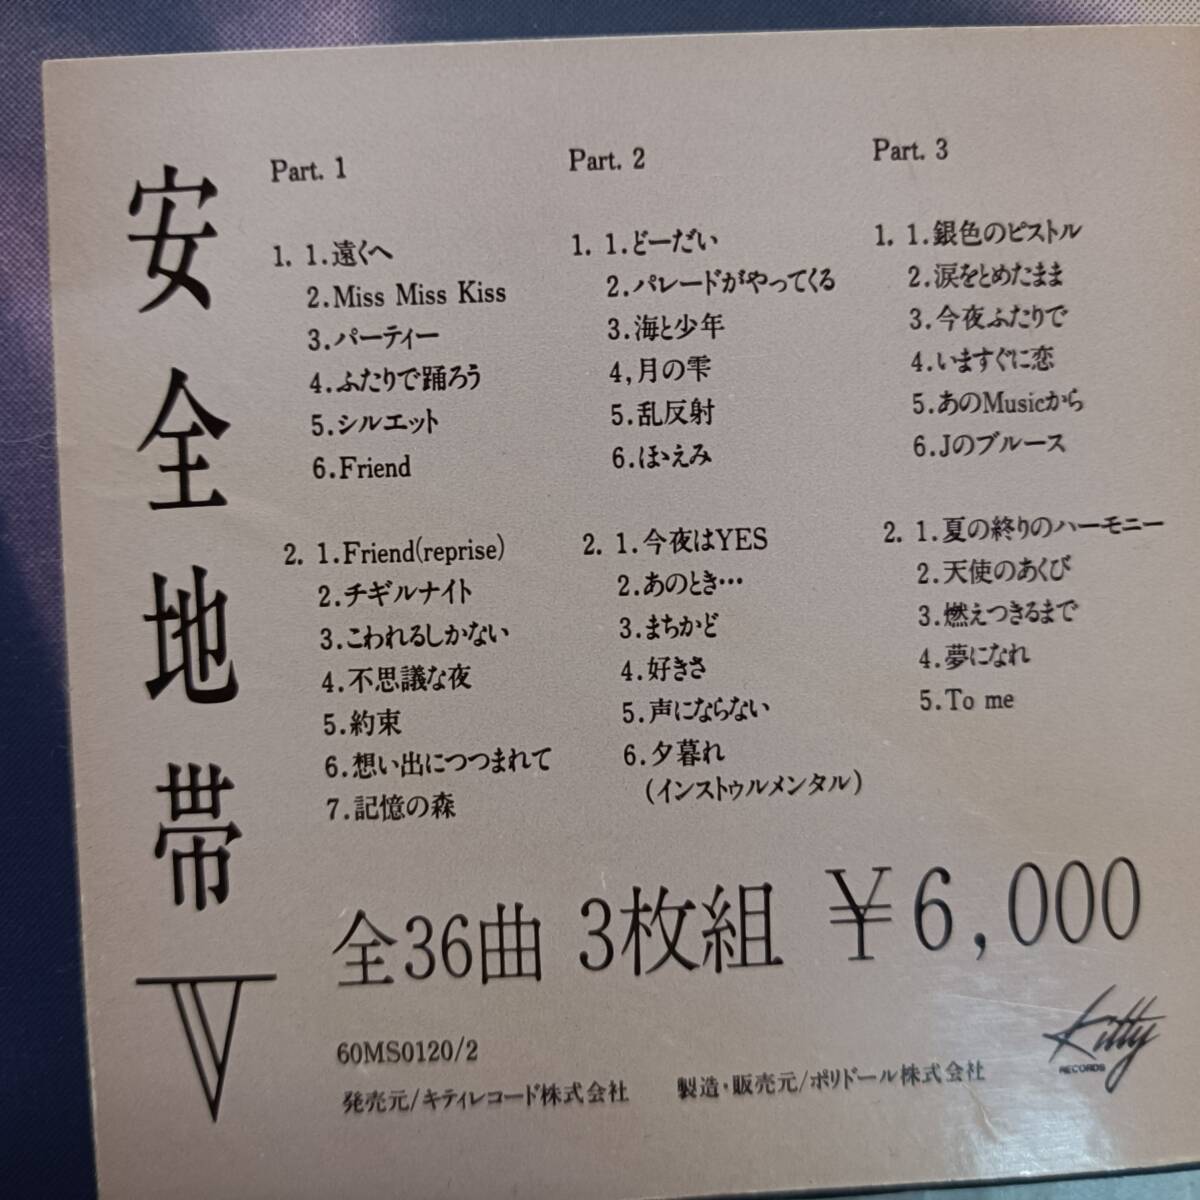 安全地帯V
Part. 1
1. 1.遠くへ
2.Miss Miss Kiss
3.パーティー
4.ふたりで踊ろう
5.シルエット
6.Friend
2. 1.Friend(reprise)
2.チギルナイト
3.こわれるしかない
4.不思議な夜
5.約束
6.想い出につつまれて
7.記憶の森
Part. 2
1. 1.どーだい
2.パレードがやってくる
3.海と少年
4,月の雫
5.乱反射
6.ほゝえみ
2. 1.今夜はYES
2.あのとき…
3.まちかど
4.好きさ
5.声にならない
6.夕暮れ
(インストゥルメンタル)
Part. 3
1. 1.銀色のピストル
2.涙をとめたまま
3.今夜ふたりで
4.いますぐに恋
5.あのMusicから
6.Jのブルース
2. 1.夏の終りのハーモニー
2.天使のあくび
3.燃えつきるまで
4.夢になれ
5.To me
全36曲 3枚組 ¥6,000
60MS0120/2
発売元/キティレコード株式会社 製造・販売元/ポリドール株式会社
Kitty
RECORDS